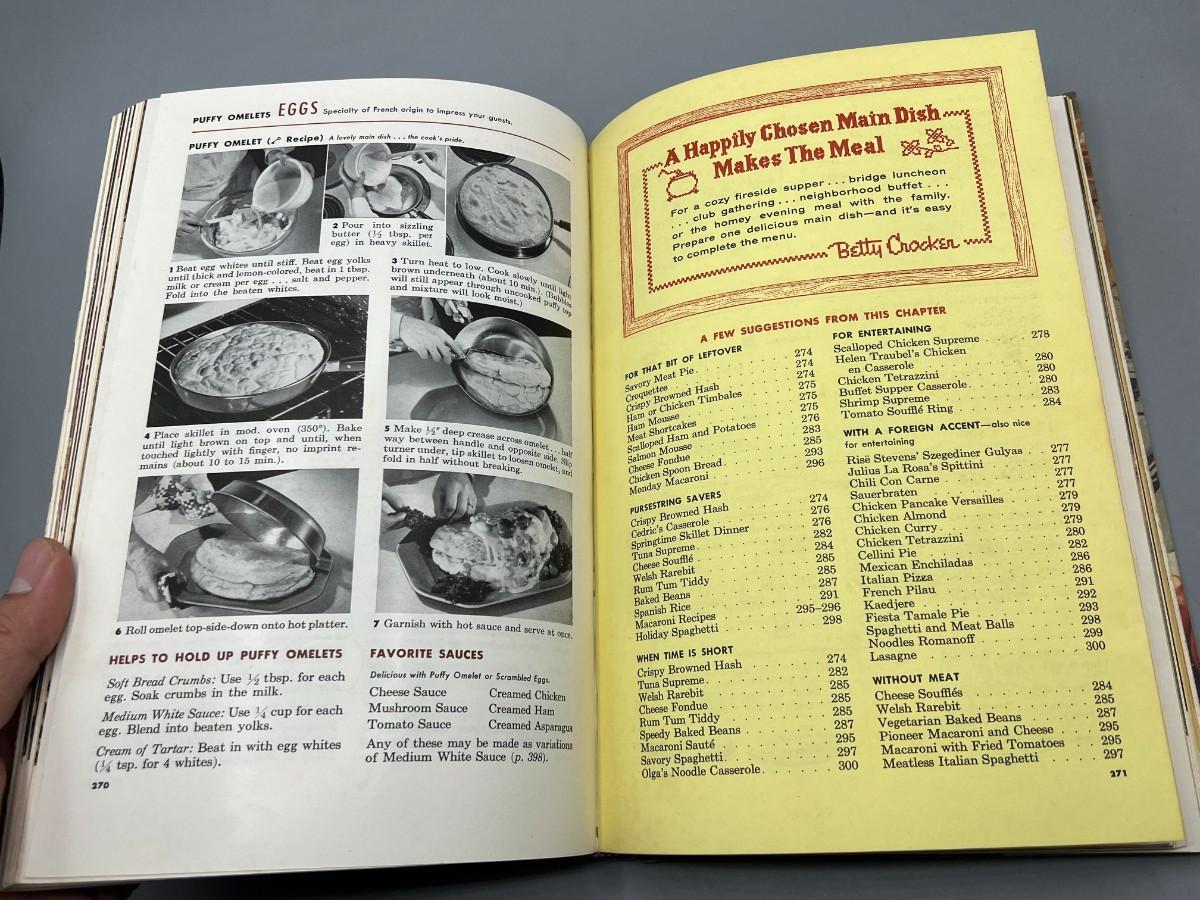 PUFFY OMELETS EGGS Specialty of French origin to impress your guests.
PUFFY OMELET ( Recipe) A lovely main dish . . . the cook's pride.
1 Beat egg whites until stiff. Beat egg yolks
until thick and lemon-colored, beat in 1 tbsp.
milk or cream per egg . . . salt and pepper.
Fold into the beaten whites.
2 Pour into sizzling
butter (½ tbsp. per
egg) in heavy skillet.
3 Turn heat to low. Cook slowly until light
brown underneath (about 10 min.). (Bubbles
will still appear through uncooked puffy top
and mixture will look moist.)
4 Place skillet in mod. oven (350°). Bake
until light brown on top and until, when
touched lightly with finger, no imprint re-
mains (about 10 to 15 min.).
5 Make ½" deep crease across omelet . . . half
way between handle and opposite side. Slip
turner under, tip skillet to loosen omelet, and
fold in half without breaking.
6 Roll omelet top-side-down onto hot platter.
7 Garnish with hot sauce and serve at once.
HELPS TO HOLD UP PUFFY OMELETS
Soft Bread Crumbs: Use ½ tbsp. for each
egg. Soak crumbs in the milk.
Medium White Sauce: Use ¼ cup for each
egg. Blend into beaten yolks.
Cream of Tartar: Beat in with egg whites
(¼ tsp. for 4 whites).
FAVORITE SAUCES
Delicious with Puffy Omelet or Scrambled Eggs.
Cheese Sauce Creamed Chicken
Mushroom Sauce Creamed Ham
Tomato Sauce Creamed Asparagus
Any of these may be made as variations
of Medium White Sauce (p. 398).
270
A Happily Chosen Main Dish
Makes The Meal
For a cozy fireside supper . . . bridge luncheon
. . . club gathering . . . neighborhood buffet . . .
or the homey evening meal with the family.
Prepare one delicious main dish—and it's easy
to complete the menu.
Betty Crocker
A FEW SUGGESTIONS FROM THIS CHAPTER
FOR THAT BIT OF LEFTOVER
Savory Meat Pie 274
Croquettes 274
Crispy Browned Hash 274
Ham or Chicken Timbales 275
Ham Mousse 275
Meat Shortcakes 275
Scalloped Ham and Potatoes 276
Salmon Mousse 283
Cheese Fondue 285
Chicken Spoon Bread 293
Monday Macaroni 296
PURSESTRING SAVERS
Crispy Browned Hash 274
Cedric's Casserole 276
Springtime Skillet Dinner 276
Tuna Supreme 282
Cheese Soufflé 284
Welsh Rarebit 285
Rum Tum Tiddy 285
Baked Beans 287
Spanish Rice 291
Macaroni Recipes 295–296
Holiday Spaghetti 298
WHEN TIME IS SHORT
Crispy Browned Hash 274
Tuna Supreme 282
Welsh Rarebit 285
Cheese Fondue 285
Rum Tum Tiddy 285
Speedy Baked Beans 287
Macaroni Sauté 295
Savory Spaghetti 297
Olga's Noodle Casserole 300
FOR ENTERTAINING
Scalloped Chicken Supreme 278
Helen Traubel's Chicken
en Casserole 280
Chicken Tetrazzini 280
Buffet Supper Casserole 280
Shrimp Supreme 283
Tomato Soufflé Ring 284
WITH A FOREIGN ACCENT—also nice
for entertaining
Risë Stevens' Szegediner Gulyas 277
Julius La Rosa's Spittini 277
Chili Con Carne 277
Sauerbraten 277
Chicken Pancake Versailles 279
Chicken Almond 279
Chicken Curry 279
Chicken Tetrazzini 280
Cellini Pie 282
Mexican Enchiladas 286
Italian Pizza 286
French Pilau 291
Kaedjere 292
Fiesta Tamale Pie 293
Spaghetti and Meat Balls 298
Noodles Romanoff 299
Lasagne 300
WITHOUT MEAT
Cheese Soufflés 284
Welsh Rarebit 285
Vegetarian Baked Beans 287
Pioneer Macaroni and Cheese 295
Macaroni with Fried Tomatoes 295
Meatless Italian Spaghetti 297
271